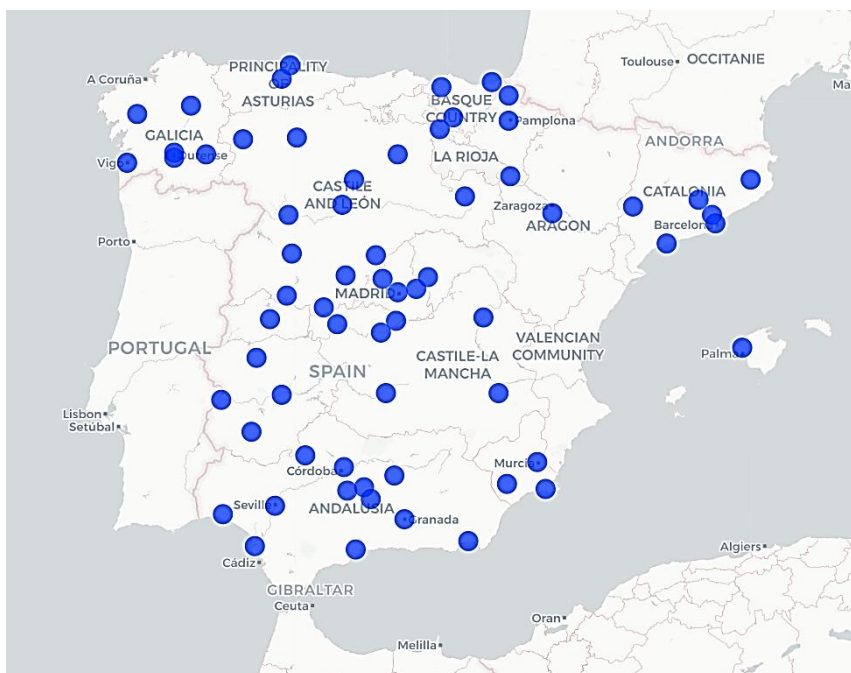 Toulouse
OCCITANIE
A Coruña
PRINCIPALITY
OF
ASTURIAS
BASQUE
COUNTRY
Pamplona
GALICIA
Ourense
Vigo
LA RIOJA
ANDORRA
CASTILE
AND LEÓN
CATALONIA
Zaragoza
ARAGON
Barcelona
Porto
MADRID
PORTUGAL
SPAIN
CASTILE-LA
MANCHA
VALENCIAN
COMMUNITY
Palma
Lisbon
Setúbal
Córdoba
Murcia
Seville
ANDALUSIA
Granada
Cádiz
GIBRALTAR
Ceuta
Algiers
Oran
Melilla